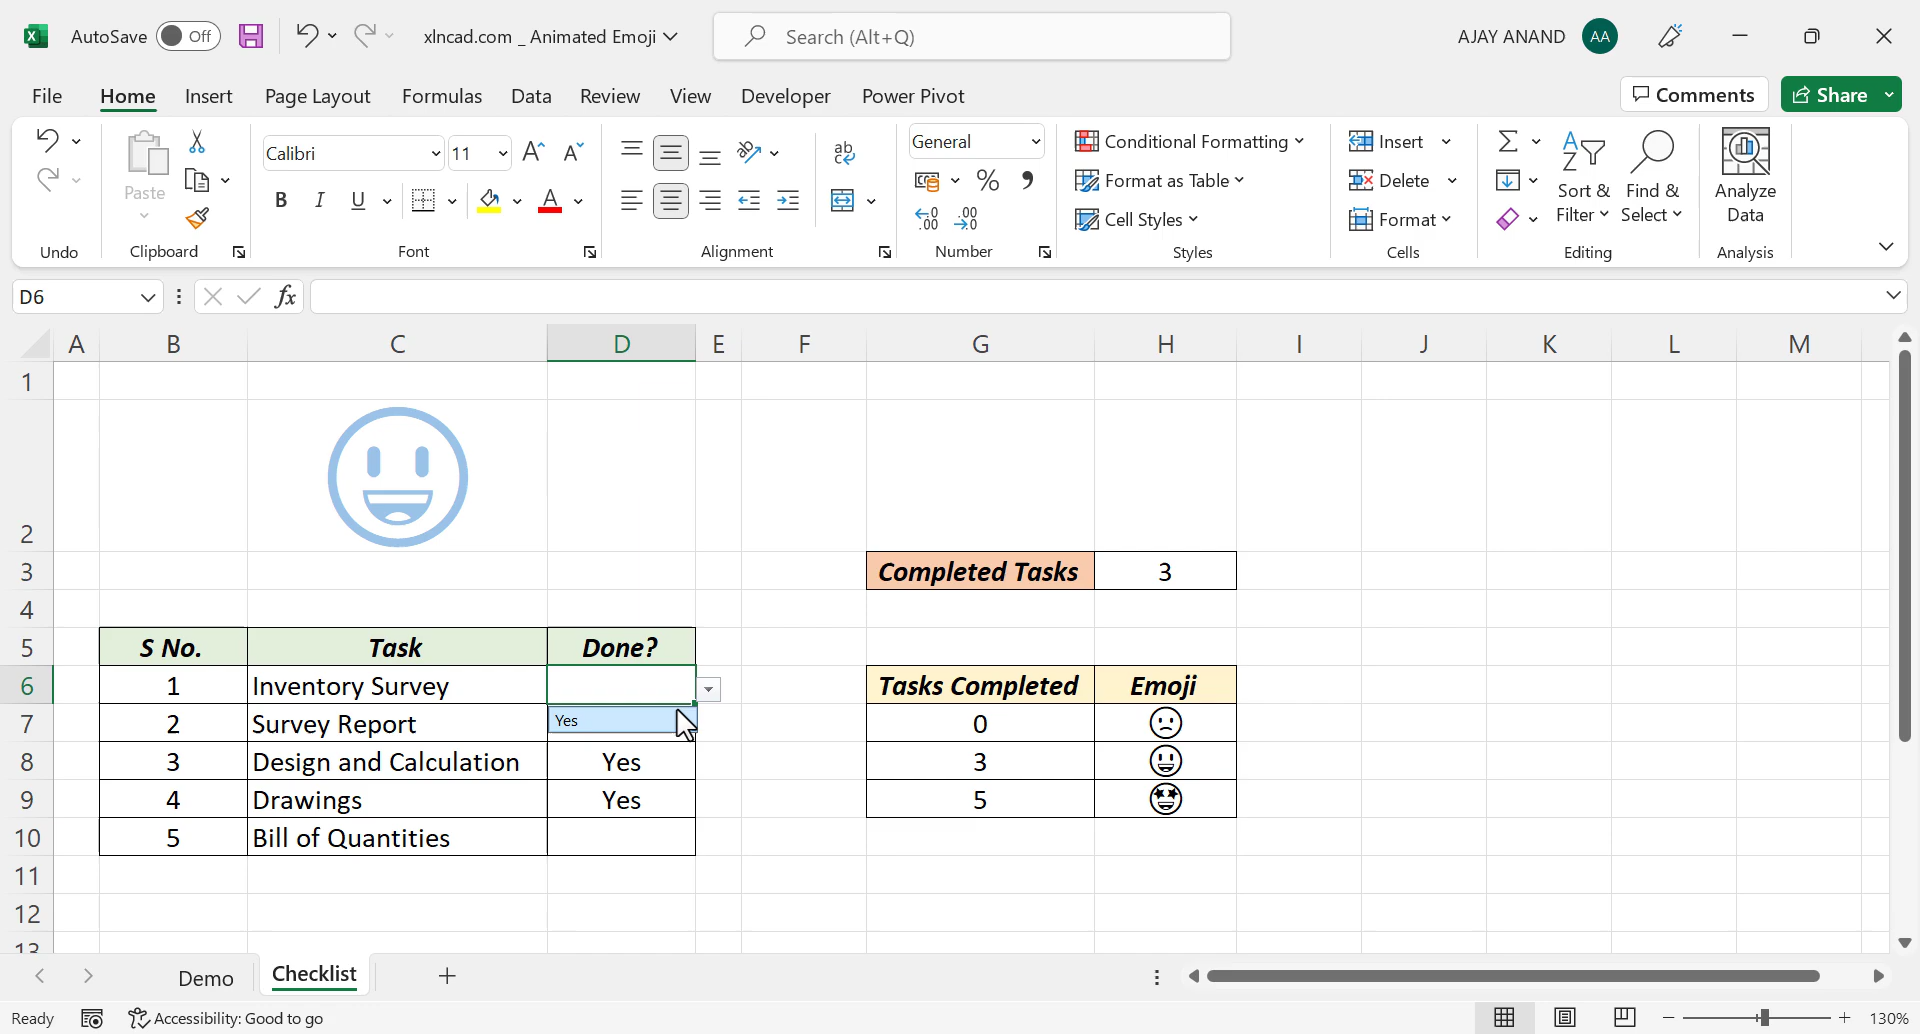 AutoSave Off xlncad.com _ Animated Emoji Search (Alt+Q) AJAY ANAND AA
File Home Insert Page Layout Formulas Data Review View Developer Power Pivot Comments Share
Paste
Calibri 11
B I U A
ab
General
% ,
Conditional Formatting
Format as Table
Cell Styles
Insert
Delete
Format
Sort & Filter
Find & Select
Analyze Data
Undo Clipboard Font Alignment Number Styles Cells Editing Analysis
D6 fx
A B C D E F G H I J K L M
1
2
3 Completed Tasks 3
4
5 S No. Task Done?
6 1 Inventory Survey Tasks Completed Emoji
7 2 Survey Report Yes 0
8 3 Design and Calculation Yes 3
9 4 Drawings Yes 5
10 5 Bill of Quantities
11
12
13
Demo Checklist
Ready Accessibility: Good to go 130%